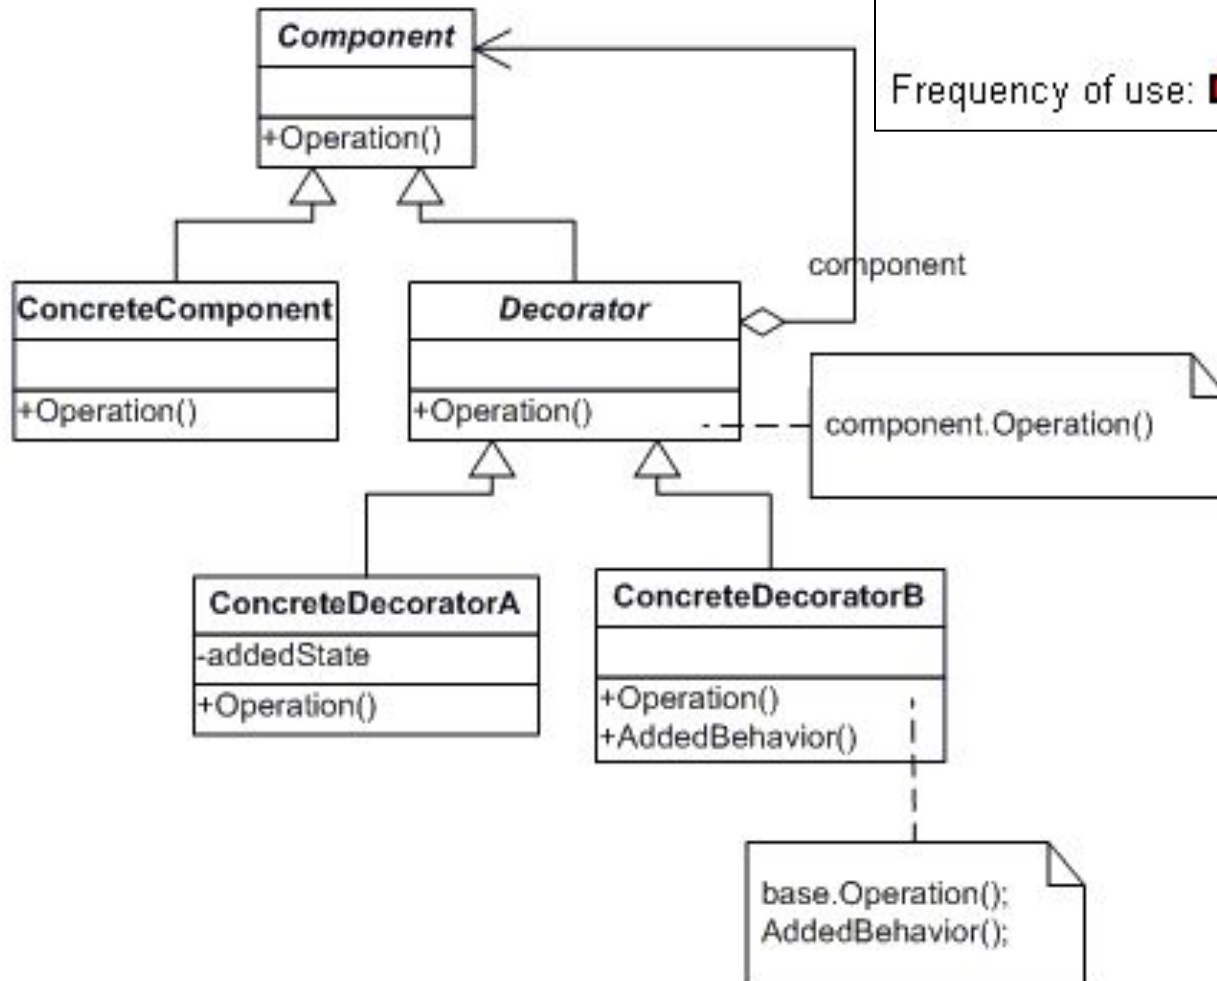 Component
+Operation()
Frequency of use:
component
ConcreteComponent
+Operation()
Decorator
+Operation()
component.Operation()
ConcreteDecoratorA
-addedState
+Operation()
ConcreteDecoratorB
+Operation()
+AddedBehavior()
base.Operation();
AddedBehavior();